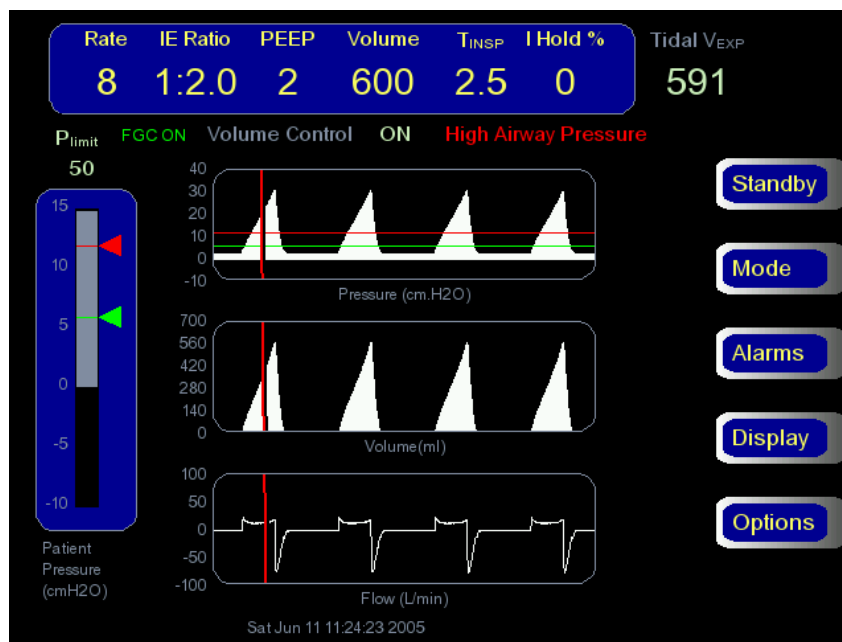 Rate IE Ratio PEEP Volume TINSP I Hold % Tidal VEXP
8 1:2.0 2 600 2.5 0 591
Plimit FGC ON Volume Control ON High Airway Pressure
50
15
10
5
0
-5
-10
Patient
Pressure
(cmH2O)
40
30
20
10
0
-10
Pressure (cm.H2O)
700
560
420
280
140
0
Volume(ml)
100
50
0
-50
-100
Flow (L/min)
Sat Jun 11 11:24:23 2005
Standby
Mode
Alarms
Display
Options